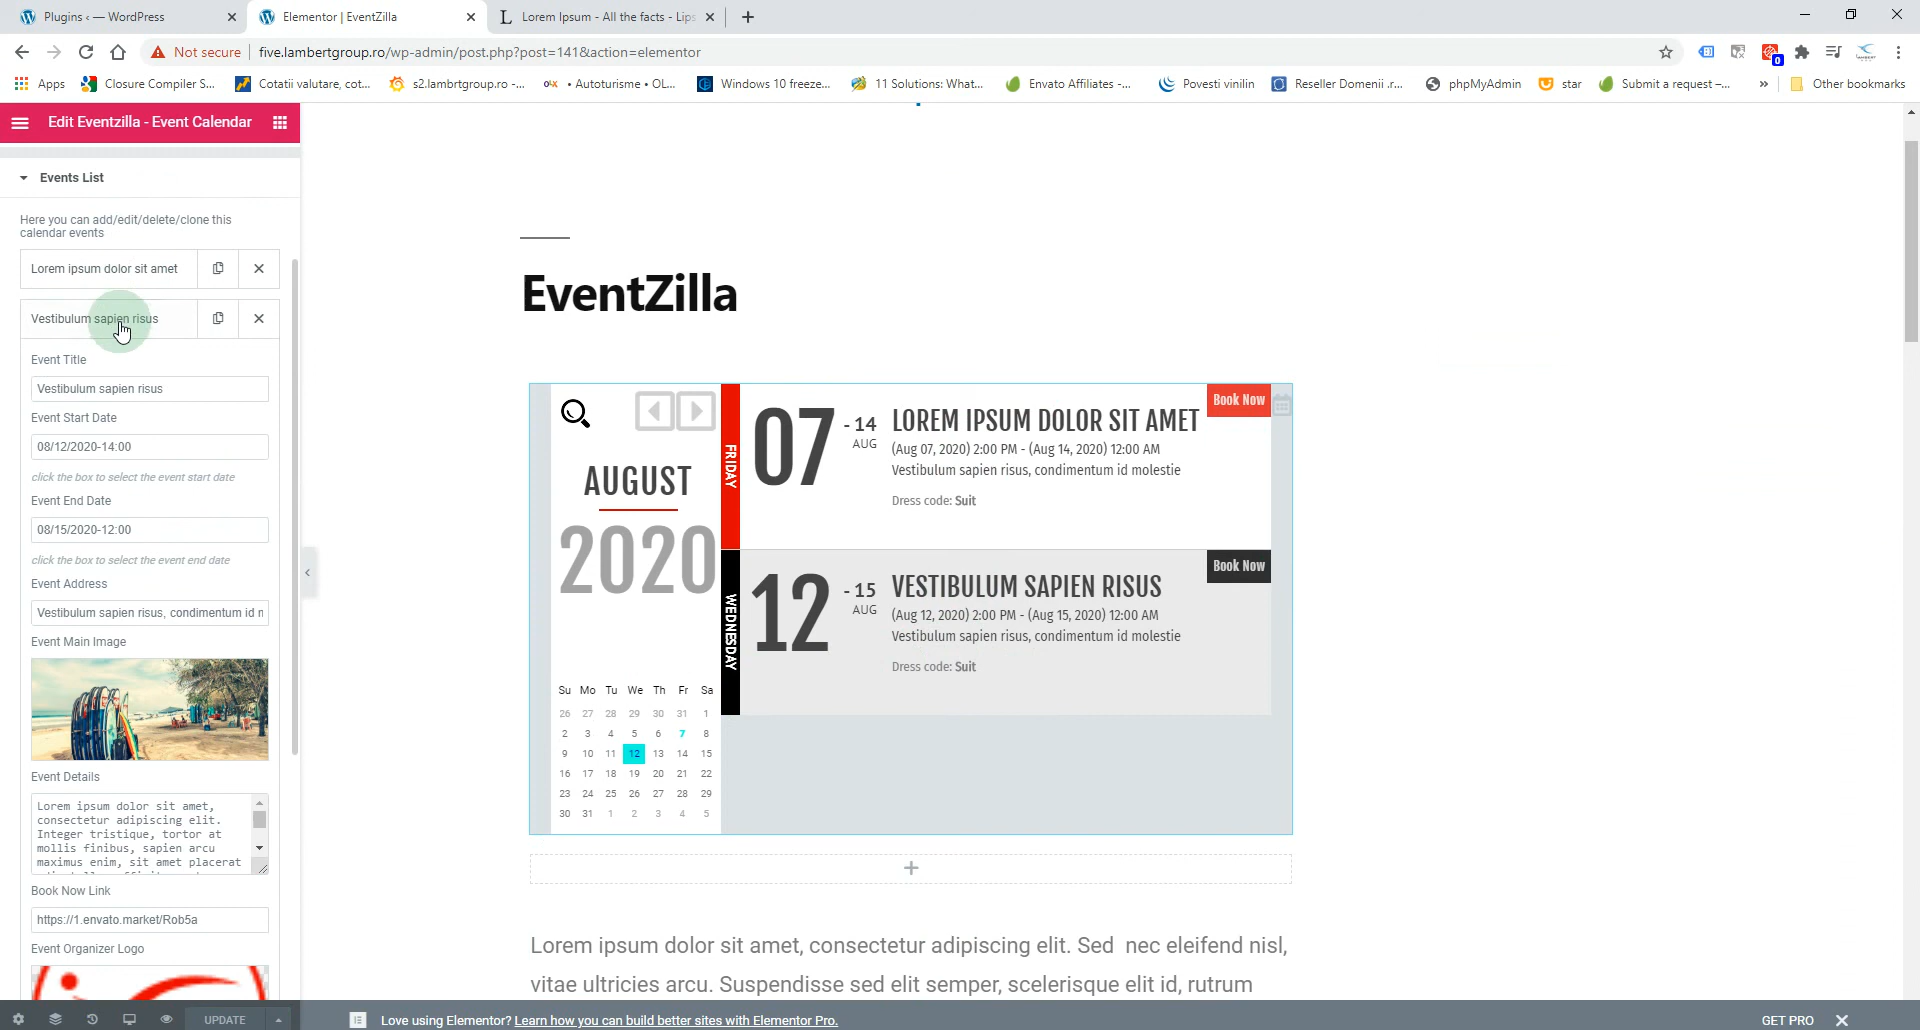 Plugins ‹ — WordPress
Elementor | EventZilla
Lorem Ipsum - All the facts - Lips
Not secure
five.lambertgroup.ro/wp-admin/post.php?post=141&action=elementor
0
Apps
Closure Compiler S...
Cotatii valutare, cot...
s2.lambrtgroup.ro -...
• Autoturisme • OL...
Windows 10 freeze...
11 Solutions: What...
Envato Affiliates -...
Povesti vinilin
Reseller Domenii .r...
phpMyAdmin
star
Submit a request –...
»
Other bookmarks
Edit Eventzilla - Event Calendar
Events List
Here you can add/edit/delete/clone this
calendar events
Lorem ipsum dolor sit amet
Vestibulum sapien risus
Event Title
Vestibulum sapien risus
Event Start Date
08/12/2020-14:00
click the box to select the event start date
Event End Date
08/15/2020-12:00
click the box to select the event end date
Event Address
Vestibulum sapien risus, condimentum id
Event Main Image
Event Details
Lorem ipsum dolor sit amet,
consectetur adipiscing elit.
Integer tristique, tortor at
mollis finibus, sapien arcu
maximus enim, sit amet placerat
Book Now Link
https://1.envato.market/Rob5a
Event Organizer Logo
UPDATE
EventZilla
AUGUST
2020
Su Mo Tu We Th Fr Sa
26 27 28 29 30 31 1
2 3 4 5 6 7 8
9 10 11 12 13 14 15
16 17 18 19 20 21 22
23 24 25 26 27 28 29
30 31 1 2 3 4 5
FRIDAY
07
- 14
AUG
LOREM IPSUM DOLOR SIT AMET
(Aug 07, 2020) 2:00 PM - (Aug 14, 2020) 12:00 AM
Vestibulum sapien risus, condimentum id molestie
Dress code: Suit
Book Now
WEDNESDAY
12
- 15
AUG
VESTIBULUM SAPIEN RISUS
(Aug 12, 2020) 2:00 PM - (Aug 15, 2020) 12:00 AM
Vestibulum sapien risus, condimentum id molestie
Dress code: Suit
Book Now
Lorem ipsum dolor sit amet, consectetur adipiscing elit. Sed nec eleifend nisl,
vitae ultricies arcu. Suspendisse sed elit semper, scelerisque elit id, rutrum
Love using Elementor? Learn how you can build better sites with Elementor Pro.
GET PRO